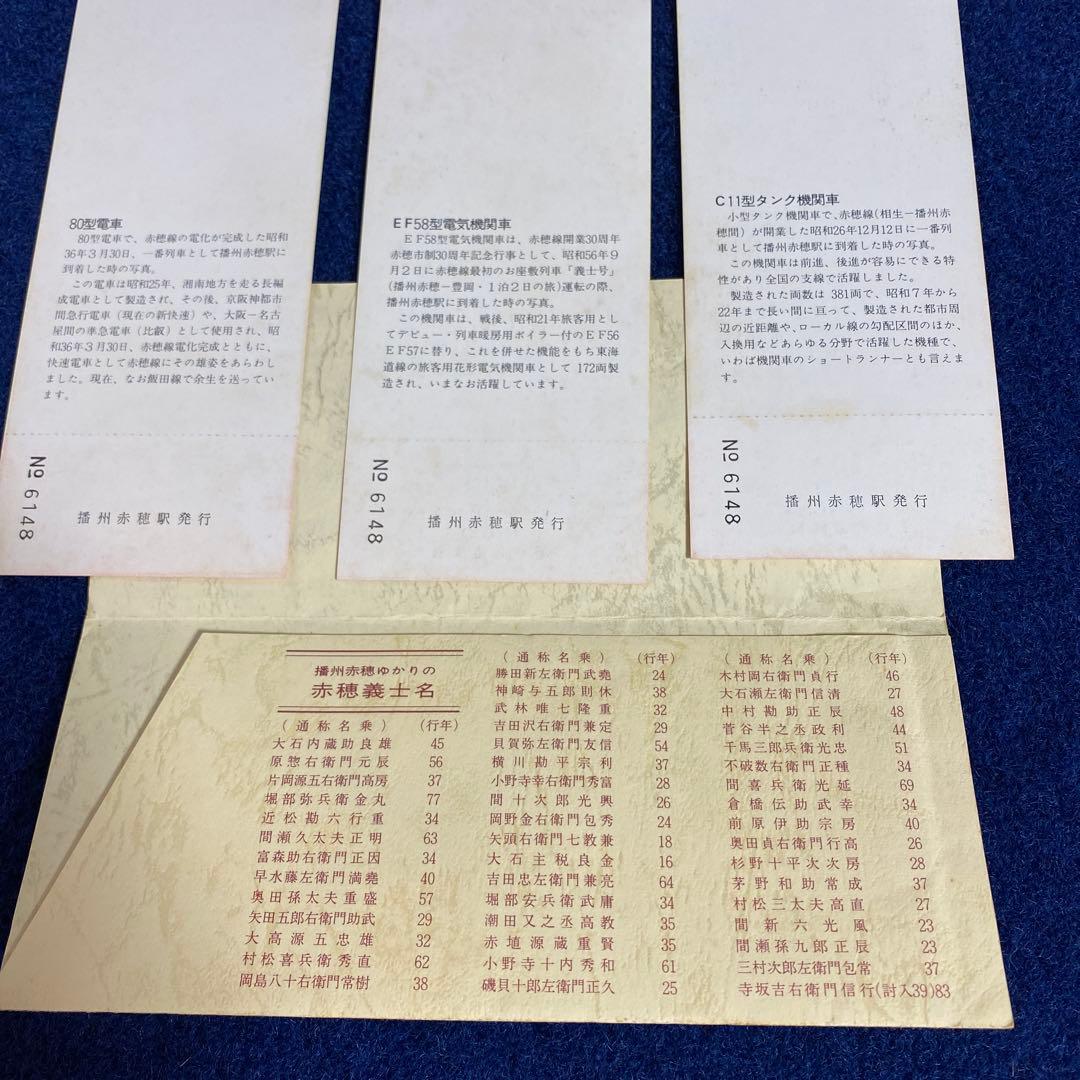 80型電車
80型電車で、赤穂線の電化が完成した昭和
36年3月30日、一番列車として播州赤穂駅に
到着した時の写真。
この電車は昭和25年、湘南地方を走る長編
成電車として製造され、その後、京阪神都市
間急行電車(現在の新快速)や、大阪一名古
屋間の準急電車(比叡)として使用され、昭
和36年3月30日、赤穂線電化完成とともに、
快速電車として赤穂線にその雄姿をあらわし
ました。現在、なお飯田線で余生を送ってい
ます。
№ 6148
播州赤穂駅発行
EF58型電気機関車
EF58型電気機関車は、赤穂線開業30周年
赤穂市制30周年記念行事として、昭和56年9
月2日に赤穂線最初のお座敷列車「義士号」
(播州赤穂ー豊岡・1泊2日の旅)運転の際、
播州赤穂駅に到着した時の写真。
この機関車は、戦後、昭和21年旅客用とし
てデビュー・列車暖房用ボイラー付のEF56
EF57に替り、これを併せた機能をもち東海
道線の旅客用花形電気機関車として172両製
造され、いまなお活躍しています。
№ 6148
播州赤穂駅発行
C11型タンク機関車
小型タンク機関車で、赤穂線(相生ー播州赤
穂間)が開業した昭和26年12月12日に一番列
車として播州赤穂駅に到着した時の写真。
この機関車は前進、後進が容易にできる特
性があり全国の支線で活躍しました。
製造された両数は381両で、昭和7年から
22年まで長い間に亘って、製造された都市周
辺の近距離や、ローカル線の勾配区間のほか、
入換用などあらゆる分野で活躍した機種で、
いわば機関車のショートランナーとも言えま
す。
№ 6148
播州赤穂駅発行
播州赤穂ゆかりの
赤穂義士名
(通称名乗) (行年)
大石内蔵助良雄 45
原惣右衛門元辰 56
片岡源五右衛門高房 37
堀部弥兵衛金丸 77
近松勘六行重 34
間瀬久太夫正明 63
富森助右衛門正因 34
早水藤左衛門満堯 40
奥田孫太夫重盛 57
矢田五郎右衛門助武 29
大高源五忠雄 32
村松喜兵衛秀直 62
岡島八十右衛門常樹 38
(通称名乗) (行年)
勝田新左衛門武堯 24
神崎与五郎則休 38
武林唯七隆重 32
吉田沢右衛門兼定 29
貝賀弥左衛門友信 54
横川勘平宗利 37
小野寺幸右衛門秀富 28
間十次郎光興 26
岡野金右衛門包秀 24
矢頭右衛門七教兼 18
大石主税良金 16
吉田忠左衛門兼亮 64
堀部安兵衛武庸 34
潮田又之丞高教 35
赤埴源蔵重賢 35
小野寺十内秀和 61
磯貝十郎左衛門正久 25
(通称名乗) (行年)
木村岡右衛門貞行 46
大石瀬左衛門信清 27
中村勘助正辰 48
菅谷半之丞政利 44
千馬三郎兵衛光忠 51
不破数右衛門正種 34
間喜兵衛光延 69
倉橋伝助武幸 34
前原伊助宗房 40
奥田貞右衛門行高 26
杉野十平次次房 28
茅野和助常成 37
村松三太夫高直 27
間新六光風 23
間瀬孫九郎正辰 23
三村次郎左衛門包常 37
寺坂吉右衛門信行(討入39)83